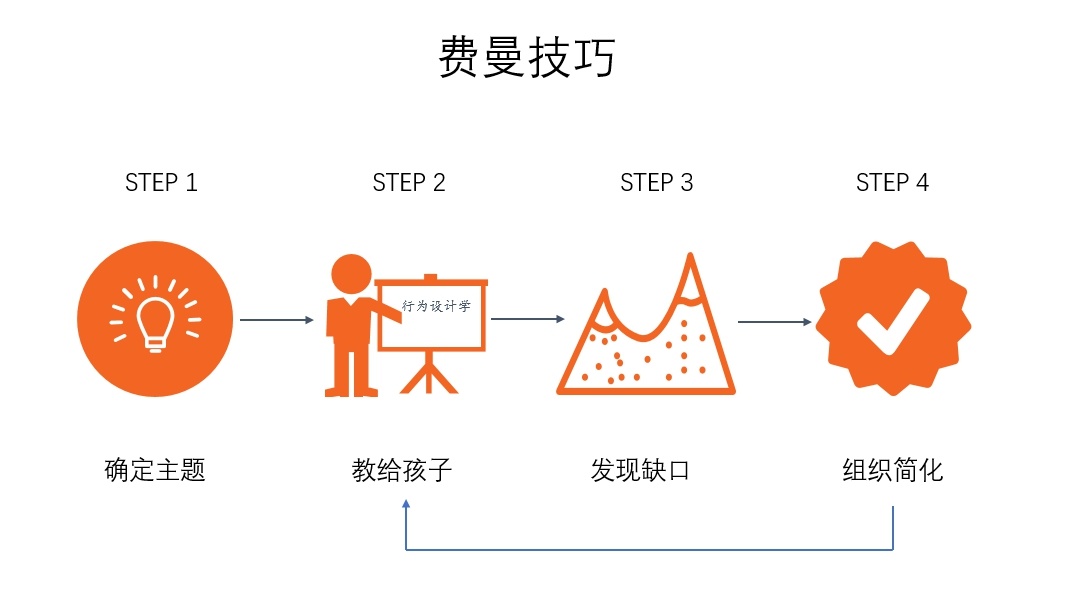 费曼技巧
STEP 1
STEP 2
STEP 3
STEP 4
行为设计学
确定主题
教给孩子
发现缺口
组织简化